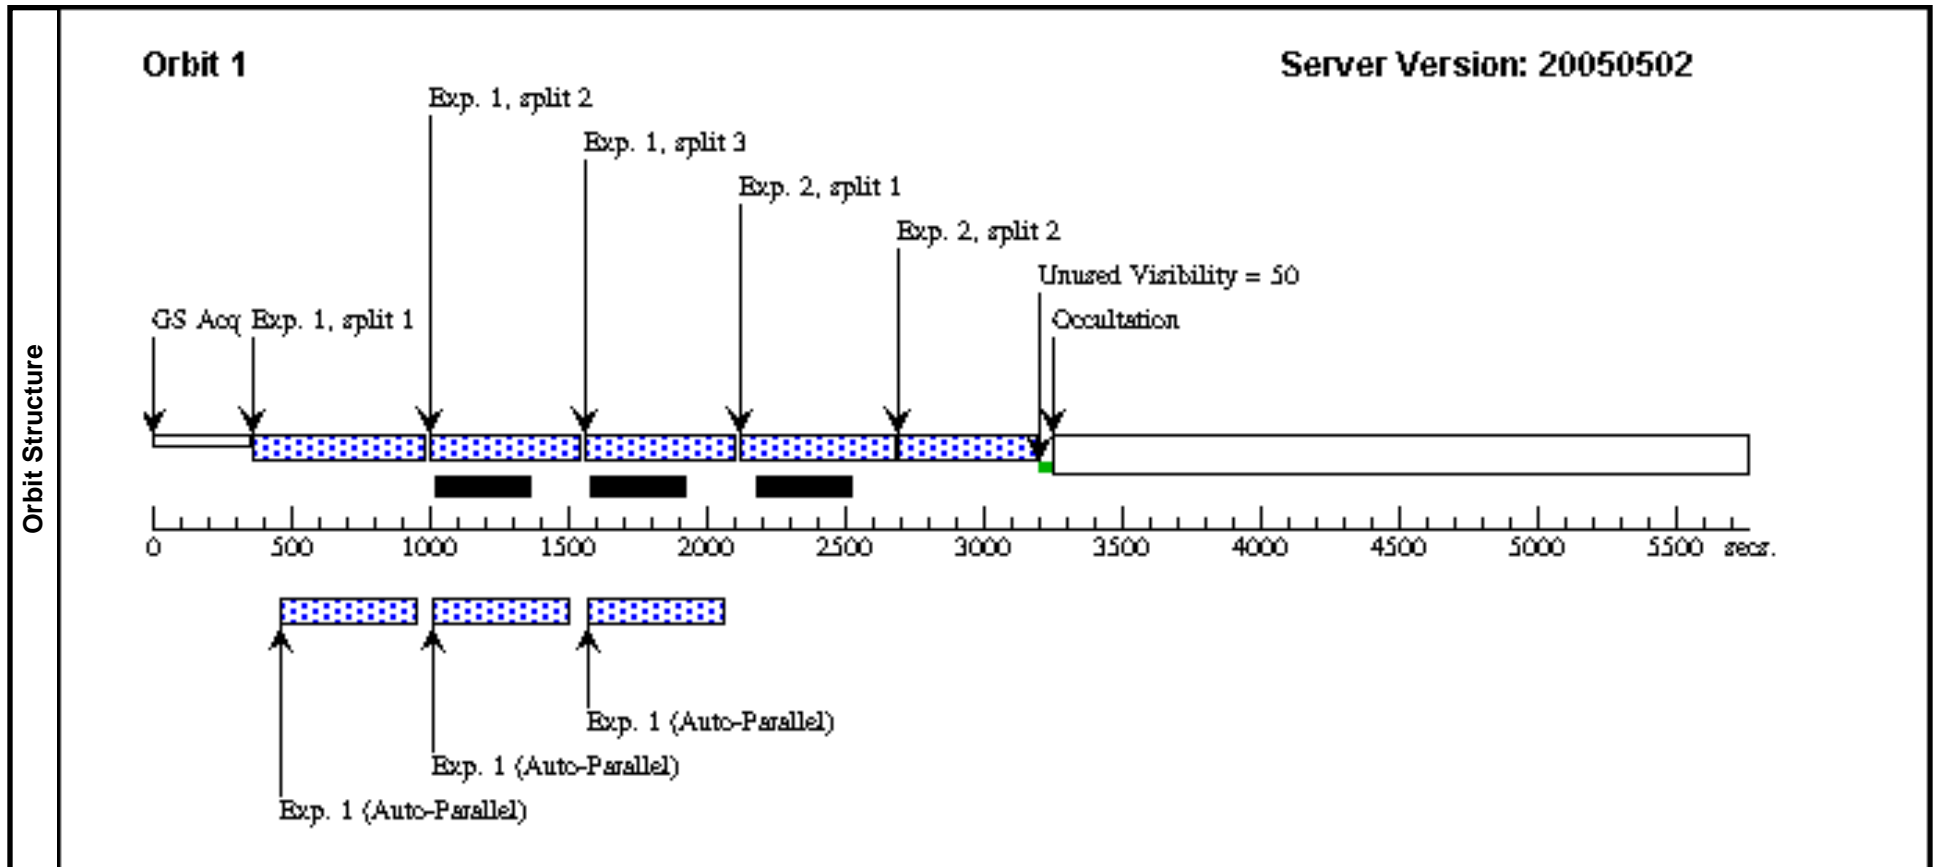 Orbit 1
Server Version: 20050502
Exp. 1, split 2
Exp. 1, split 3
Exp. 2, split 1
Exp. 2, split 2
Unused Visibility = 50
GS Acq
Exp. 1, split 1
Occultation
Orbit Structure
0 500 1000 1500 2000 2500 3000 3500 4000 4500 5000 5500 secs.
Exp. 1 (Auto-Parallel)
Exp. 1 (Auto-Parallel)
Exp. 1 (Auto-Parallel)